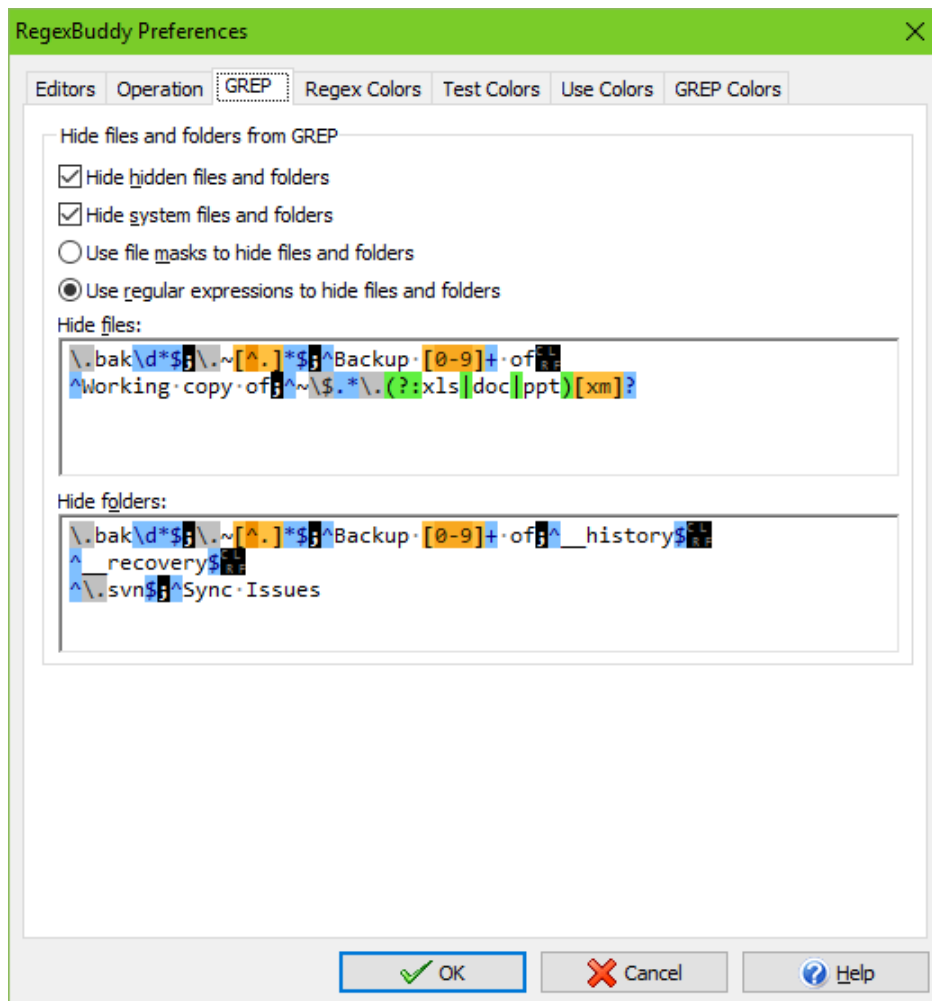 RegexBuddy Preferences
Editors Operation GREP Regex Colors Test Colors Use Colors GREP Colors
Hide files and folders from GREP
Hide hidden files and folders
Hide system files and folders
Use file masks to hide files and folders
Use regular expressions to hide files and folders
Hide files:
\.bak\d*$;\.~[^.]*$;^Backup·[0-9]+·ofCRLF
^Working·copy·of;^~\$.*\.(?:xls|doc|ppt)[xm]?
Hide folders:
\.bak\d*$;\.~[^.]*$;^Backup·[0-9]+·of;^__history$CRLF
^__recovery$CRLF
^\.svn$;^Sync·Issues
OK Cancel Help